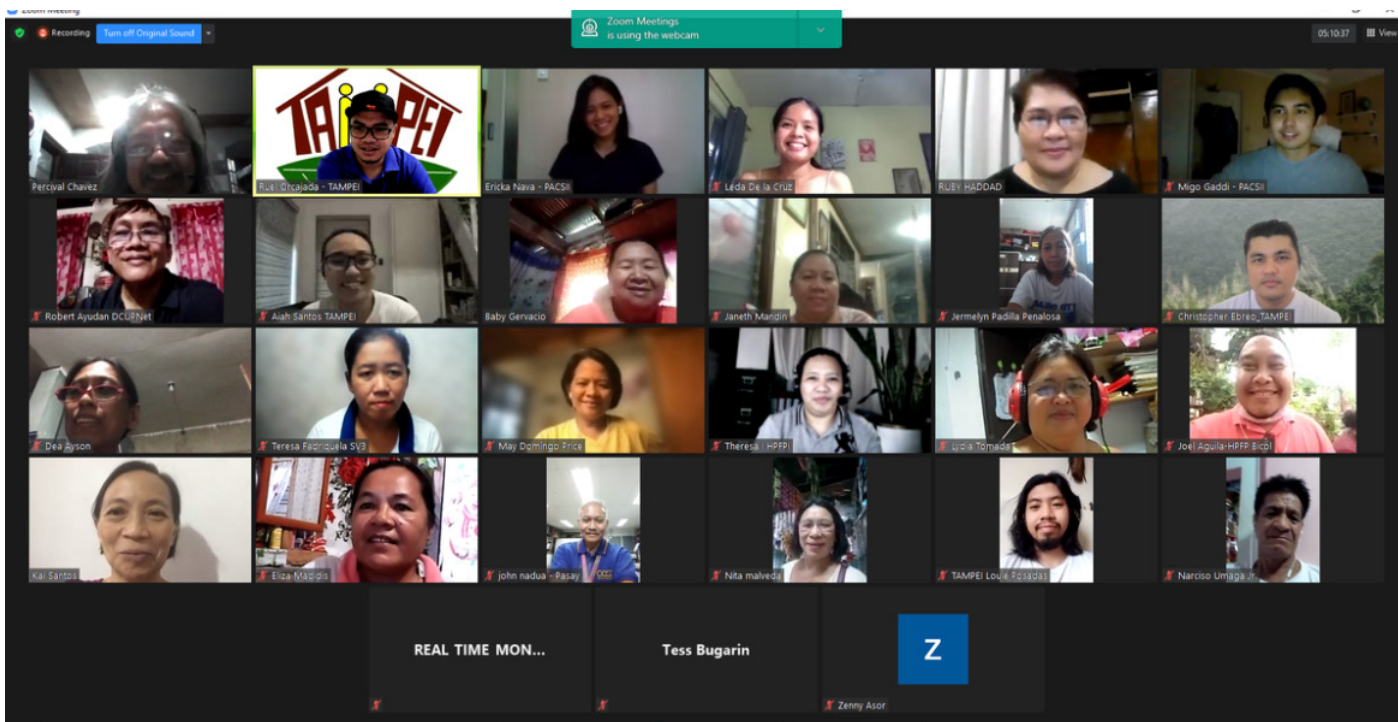 Zoom Meeting
Recording
Turn off Original Sound
Zoom Meetings
is using the webcam
05:10:37
View
Percival Chavez
TAMPEI
Ruel Orcajada - TAMPEI
Ericka Nava - PACSII
Leda De la Cruz
RUBY HADDAD
Migo Gaddi - PACSII
Robert Ayudan DCUPNet
Aiah Santos TAMPEI
Baby Gervacio
Janeth Mandin
Jermelyn Padilla Penalosa
Christopher Ebreo_TAMPEI
Dea Ayson
Teresa Fadriquela SV3
May Domingo Price
Theresa HPFPI
Lydia Tomada
Joel Aguila-HPFP Bicol
Kai Santos
Eliza Madidis
john nadua - Pasay
Nita malveda
TAMPEI Louie Posadas
Narciso Umaga Jr.
REAL TIME MON...
Tess Bugarin
Z
Zenny Asor